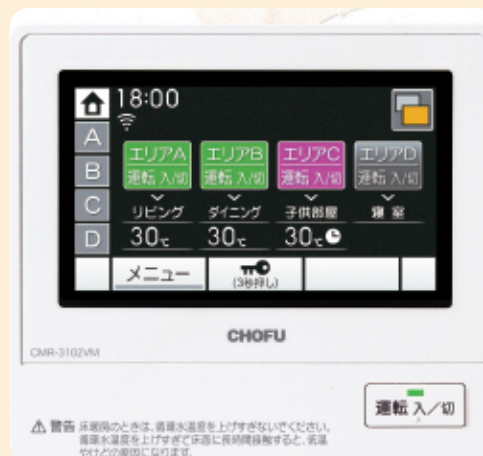 18:00
A
B
C
D
エリアA エリアB エリアC エリアD
運転 入/切 運転 入/切 運転 入/切 運転 入/切
リビング ダイニング 子供部屋 寝室
30℃ 30℃ 30℃
メニュー
(3秒押し)
CHOFU
CMR-3102VM
運転 入/切
警告 床暖房のときは、循環水温度を上げすぎないでください。
循環水温度を上げすぎて床面に長時間接触すると、低温
やけどの原因になります。